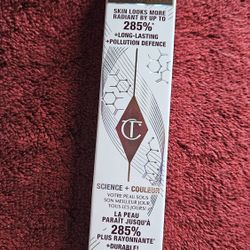 SKIN LOOKS MORE
RADIANT BY UP TO
285%*
+LONG-LASTING
+POLLUTION DEFENCE
CT
SCIENCE + COULEUR
VOTRE PEAU SOUS
SON MEILLEUR JOUR
TOUS LES JOURS!
LA PEAU
PARAÎT JUSQU'À
285%
PLUS RAYONNANTE*
+DURABLE!